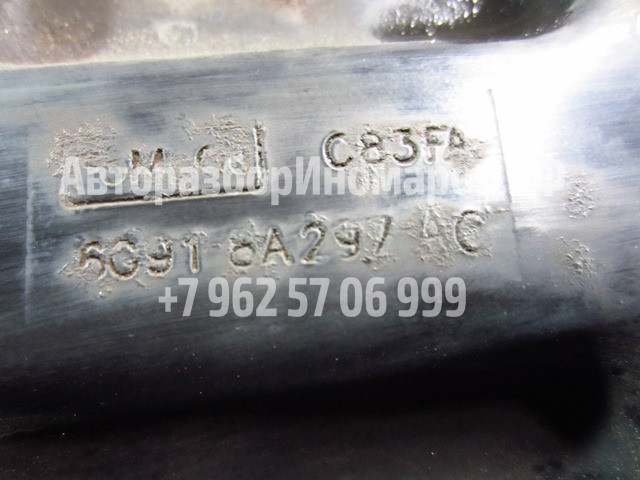 C83FA
АвторазборИномарок
6G91 8A297 AC
+7 962 57 06 999